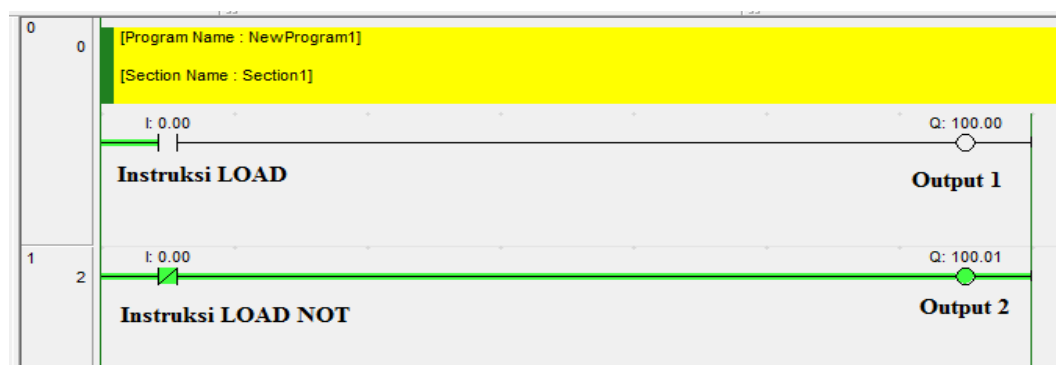 0
0
[Program Name : NewProgram1]
[Section Name : Section1]
I: 0.00
Q: 100.00
Instruksi LOAD
Output 1
1
2
I: 0.00
Q: 100.01
Instruksi LOAD NOT
Output 2